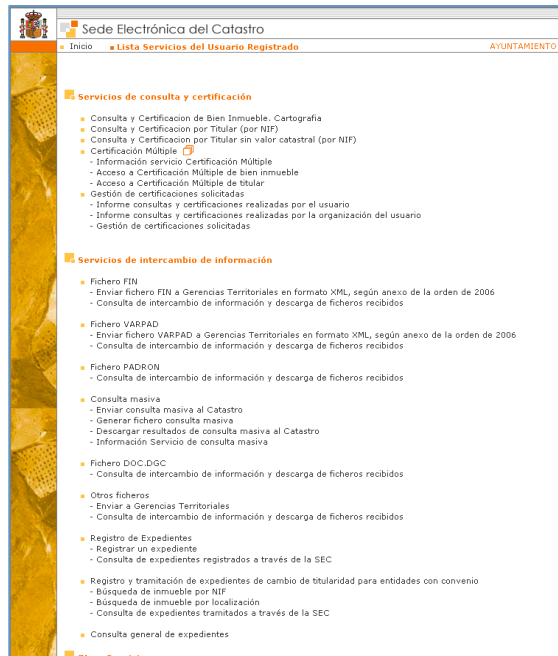 Sede Electrónica del Catastro
Inicio Lista Servicios del Usuario Registrado AYUNTAMIENTO
Servicios de consulta y certificación
Consulta y Certificacion de Bien Inmueble. Cartografia
Consulta y Certificacion por Titular (por NIF)
Consulta y Certificacion por Titular sin valor catastral (por NIF)
Certificación Múltiple
- Información servicio Certificación Múltiple
- Acceso a Certificación Múltiple de bien inmueble
- Acceso a Certificación Múltiple de titular
Gestión de certificaciones solicitadas
- Informe consultas y certificaciones realizadas por el usuario
- Informe consultas y certificaciones realizadas por la organización del usuario
- Gestión de certificaciones solicitadas
Servicios de intercambio de información
Fichero FIN
- Enviar fichero FIN a Gerencias Territoriales en formato XML, según anexo de la orden de 2006
- Consulta de intercambio de información y descarga de ficheros recibidos
Fichero VARPAD
- Enviar fichero VARPAD a Gerencias Territoriales en formato XML, según anexo de la orden de 2006
- Consulta de intercambio de información y descarga de ficheros recibidos
Fichero PADRON
- Consulta de intercambio de información y descarga de ficheros recibidos
Consulta masiva
- Enviar consulta masiva al Catastro
- Generar fichero consulta masiva
- Descargar resultados de consulta masiva al Catastro
- Información Servicio de consulta masiva
Fichero DOC.DGC
- Consulta de intercambio de información y descarga de ficheros recibidos
Otros ficheros
- Enviar a Gerencias Territoriales
- Consulta de intercambio de información y descarga de ficheros recibidos
Registro de Expedientes
- Registrar un expediente
- Consulta de expedientes registrados a través de la SEC
Registro y tramitación de expedientes de cambio de titularidad para entidades con convenio
- Búsqueda de inmueble por NIF
- Búsqueda de inmueble por localización
- Consulta de expedientes tramitados a través de la SEC
Consulta general de expedientes